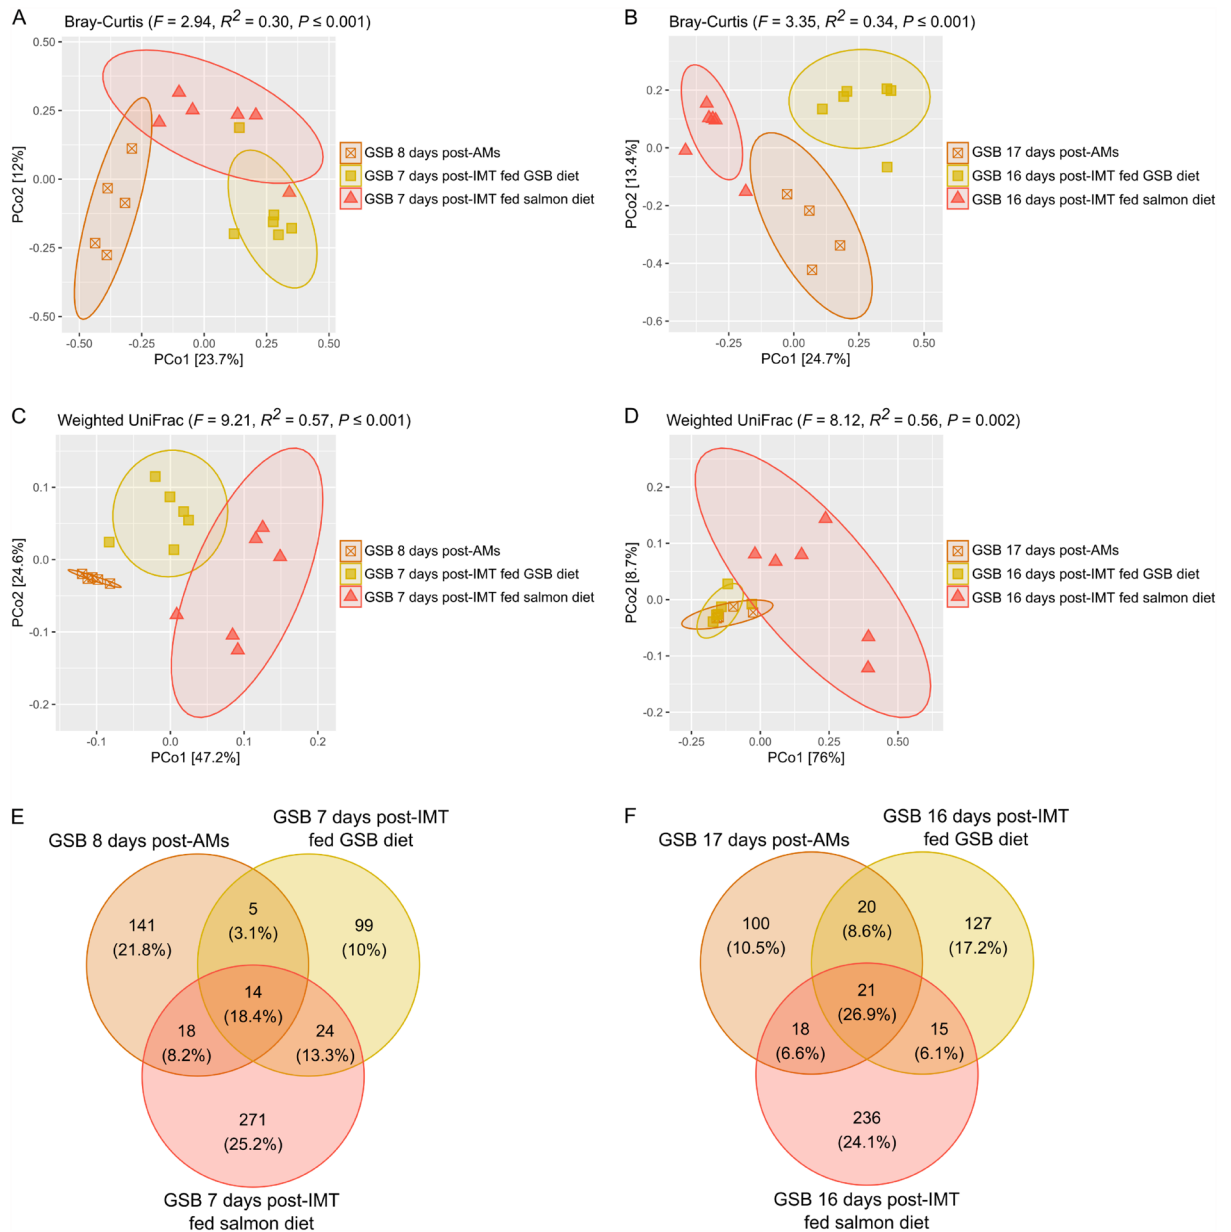 A
Bray-Curtis (F = 2.94, R2 = 0.30, P ≤ 0.001)
0.50
0.25
0.00
-0.25
-0.50
PCo2 [12%]
-0.50 -0.25 0.00 0.25 0.50
PCo1 [23.7%]
GSB 8 days post-AMs
GSB 7 days post-IMT fed GSB diet
GSB 7 days post-IMT fed salmon diet
B
Bray-Curtis (F = 3.35, R2 = 0.34, P ≤ 0.001)
0.2
0.0
-0.2
-0.4
-0.6
PCo2 [13.4%]
-0.25 0.00 0.25 0.50
PCo1 [24.7%]
GSB 17 days post-AMs
GSB 16 days post-IMT fed GSB diet
GSB 16 days post-IMT fed salmon diet
C
Weighted UniFrac (F = 9.21, R2 = 0.57, P ≤ 0.001)
0.1
0.0
-0.1
-0.2
PCo2 [24.6%]
-0.1 0.0 0.1 0.2
PCo1 [47.2%]
GSB 8 days post-AMs
GSB 7 days post-IMT fed GSB diet
GSB 7 days post-IMT fed salmon diet
D
Weighted UniFrac (F = 8.12, R2 = 0.56, P = 0.002)
0.2
0.1
0.0
-0.1
-0.2
PCo2 [8.7%]
-0.25 0.00 0.25 0.50
PCo1 [76%]
GSB 17 days post-AMs
GSB 16 days post-IMT fed GSB diet
GSB 16 days post-IMT fed salmon diet
E
GSB 8 days post-AMs
GSB 7 days post-IMT
fed GSB diet
141
(21.8%)
5
(3.1%)
99
(10%)
14
(18.4%)
18
(8.2%)
24
(13.3%)
271
(25.2%)
GSB 7 days post-IMT
fed salmon diet
F
GSB 17 days post-AMs
GSB 16 days post-IMT
fed GSB diet
100
(10.5%)
20
(8.6%)
127
(17.2%)
21
(26.9%)
18
(6.6%)
15
(6.1%)
236
(24.1%)
GSB 16 days post-IMT
fed salmon diet